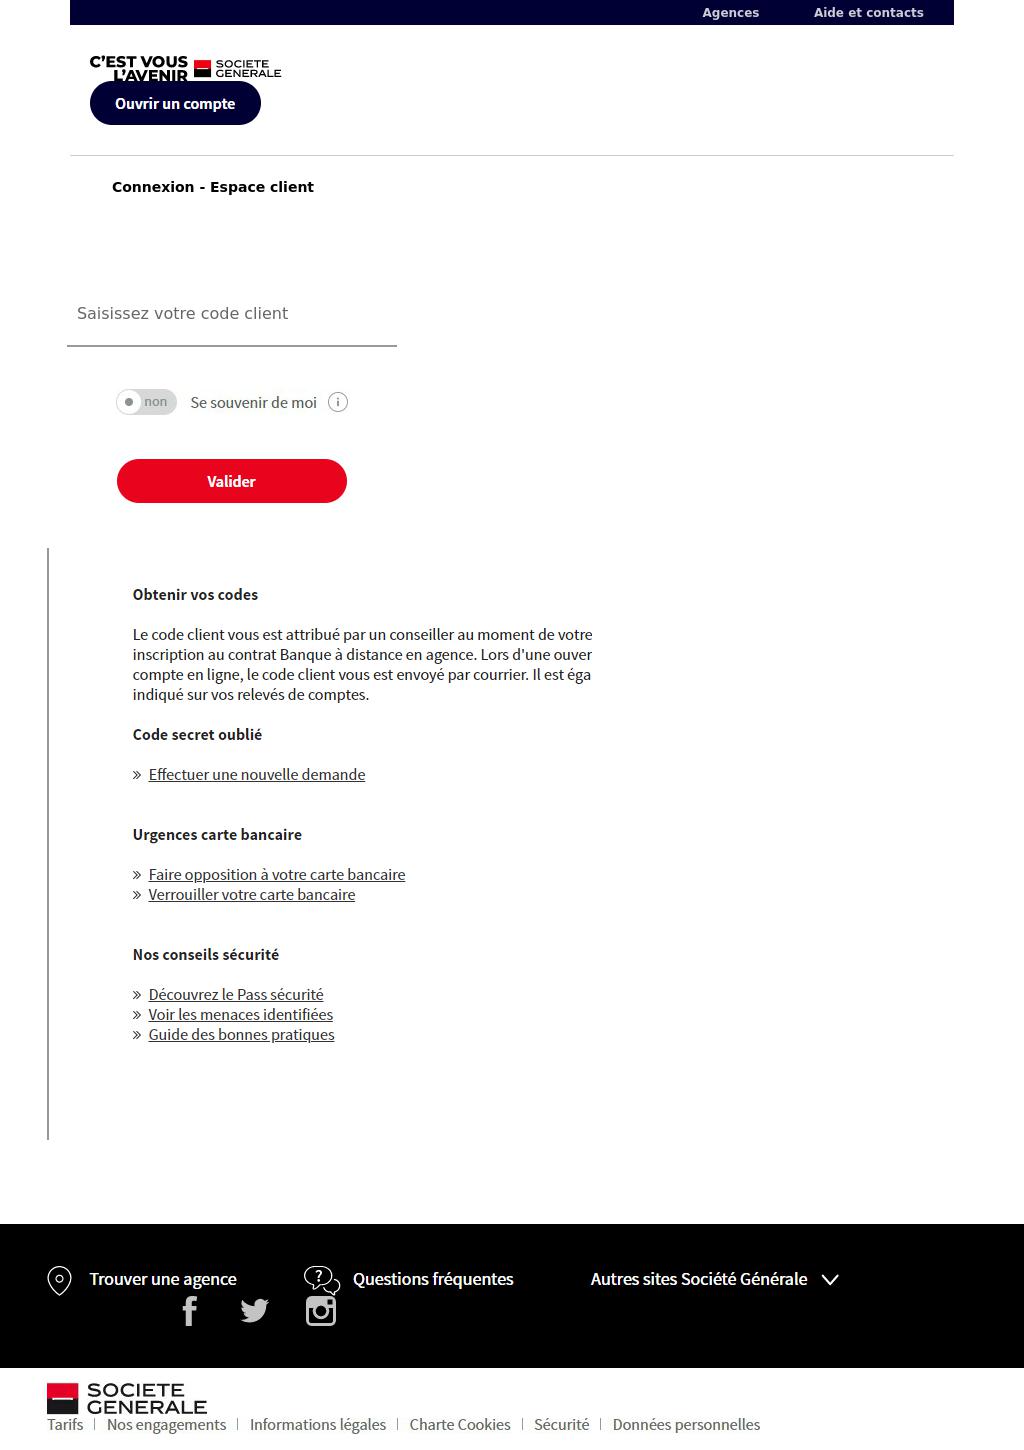 Agences Aide et contacts
C'EST VOUS
L'AVENIR
SOCIETE
GENERALE
Ouvrir un compte
Connexion - Espace client
Saisissez votre code client
non Se souvenir de moi
Valider
Obtenir vos codes
Le code client vous est attribué par un conseiller au moment de votre
inscription au contrat Banque à distance en agence. Lors d'une ouver
compte en ligne, le code client vous est envoyé par courrier. Il est éga
indiqué sur vos relevés de comptes.
Code secret oublié
» Effectuer une nouvelle demande
Urgences carte bancaire
» Faire opposition à votre carte bancaire
» Verrouiller votre carte bancaire
Nos conseils sécurité
» Découvrez le Pass sécurité
» Voir les menaces identifiées
» Guide des bonnes pratiques
Trouver une agence Questions fréquentes Autres sites Société Générale
SOCIETE
GENERALE
Tarifs | Nos engagements | Informations légales | Charte Cookies | Sécurité | Données personnelles